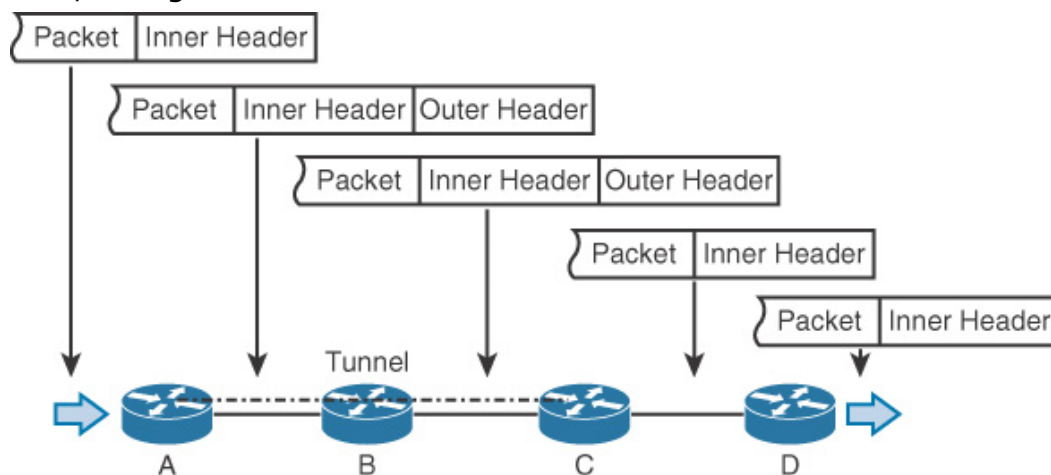 Packet Inner Header
Packet Inner Header Outer Header
Packet Inner Header Outer Header
Packet Inner Header
Packet Inner Header
Tunnel
A B C D